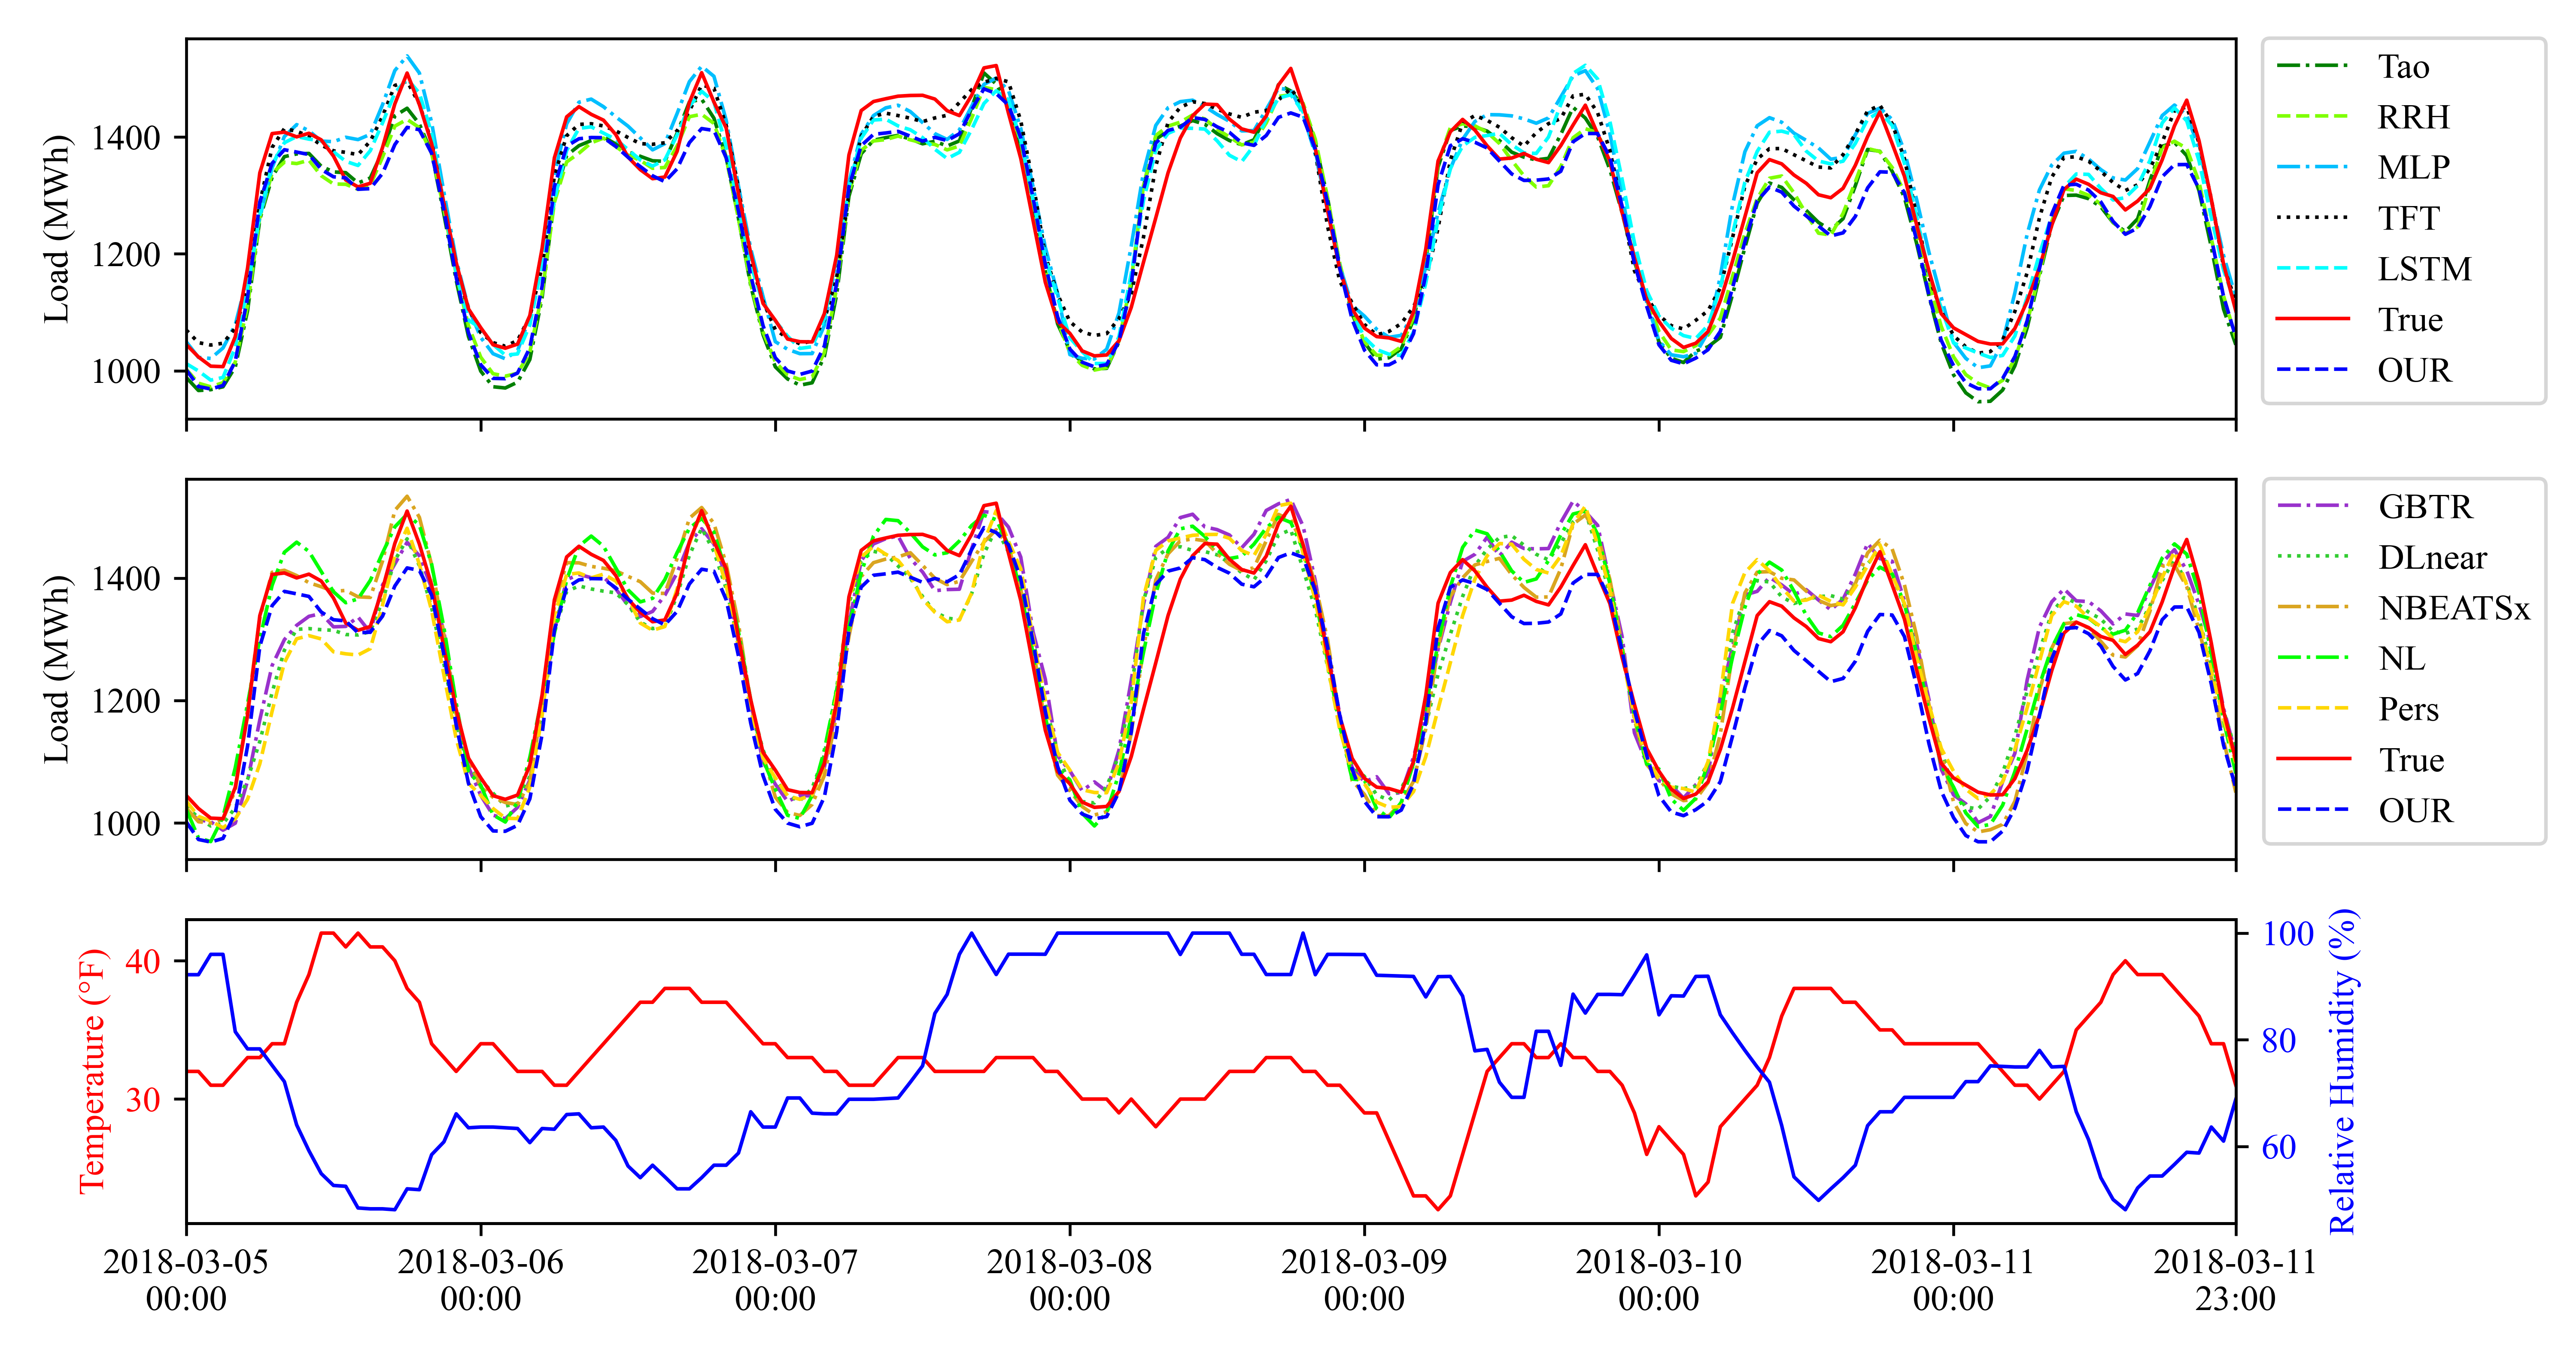 Load (MWh)
1400
1200
1000
Tao
RRH
MLP
TFT
LSTM
True
OUR
Load (MWh)
1400
1200
1000
GBTR
DLnear
NBEATSx
NL
Pers
True
OUR
Temperature (°F)
40
30
100
80
60
Relative Humidity (%)
2018-03-05 2018-03-06 2018-03-07 2018-03-08 2018-03-09 2018-03-10 2018-03-11 2018-03-11
00:00 00:00 00:00 00:00 00:00 00:00 00:00 23:00